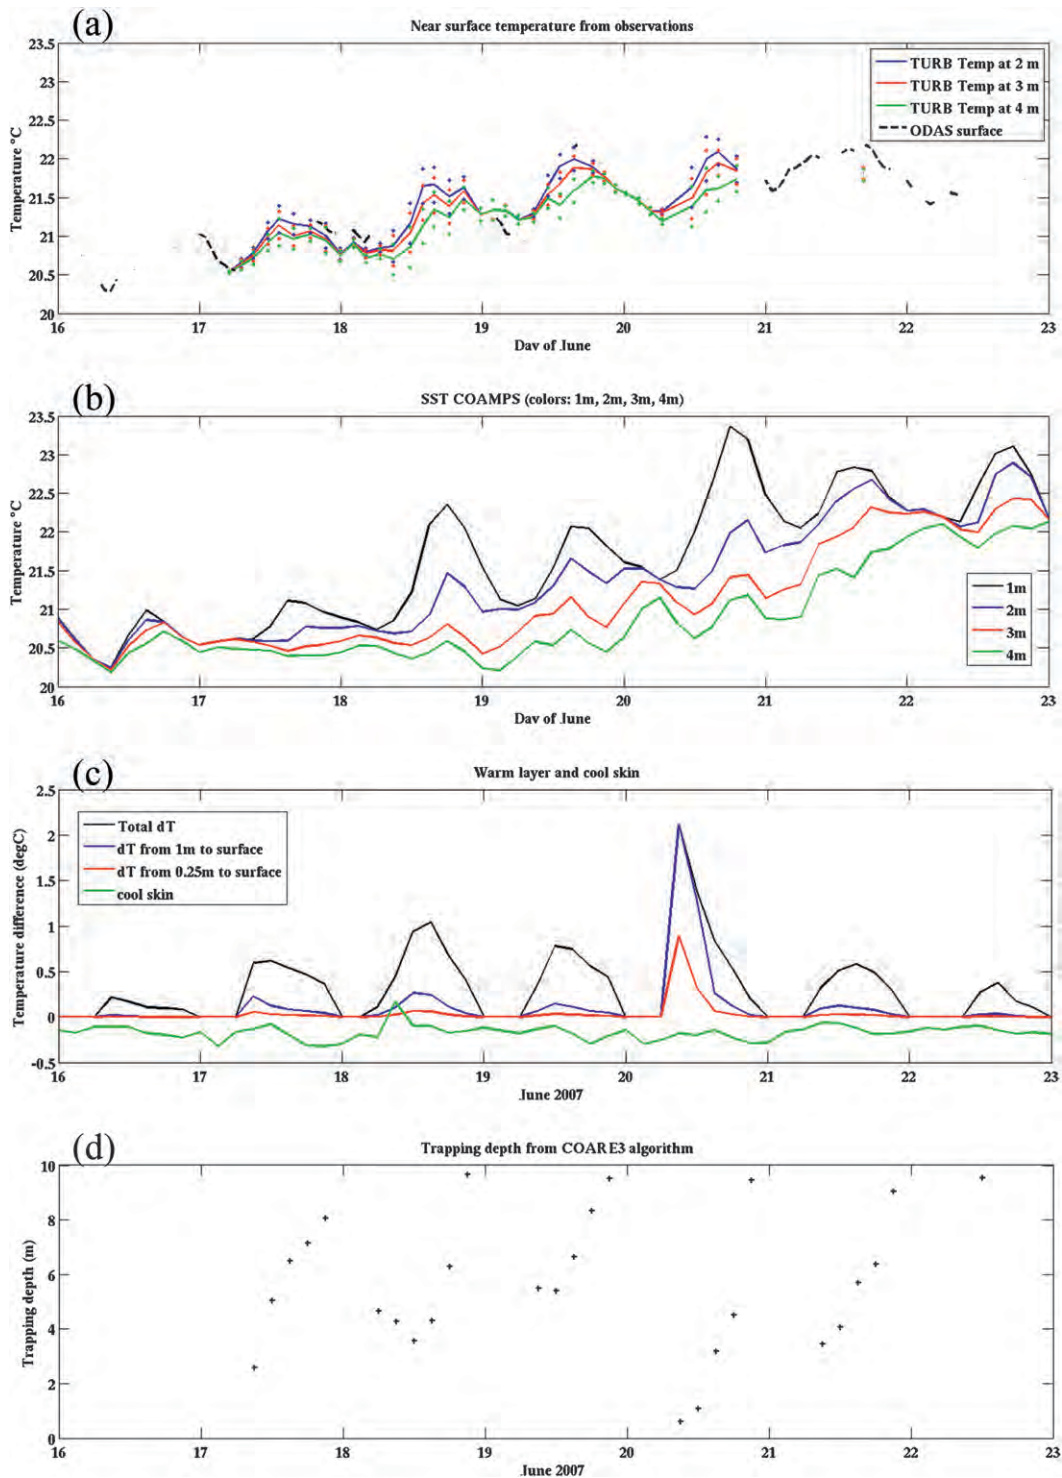 (a)
Near surface temperature from observations
23.5
23
22.5
22
21.5
21
20.5
20
Temperature °C
TURB Temp at 2 m
TURB Temp at 3 m
TURB Temp at 4 m
ODAS surface
16 17 18 19 20 21 22 23
Dav of June
(b)
SST COAMPS (colors: 1m, 2m, 3m, 4m)
23.5
23
22.5
22
21.5
21
20.5
20
Temperature °C
1m
2m
3m
4m
16 17 18 19 20 21 22 23
Dav of June
(c)
Warm layer and cool skin
2.5
2
1.5
1
0.5
0
-0.5
Temperature difference (degC)
Total dT
dT from 1m to surface
dT from 0.25m to surface
cool skin
16 17 18 19 20 21 22 23
June 2007
(d)
Trapping depth from COARE3 algorithm
10
8
6
4
2
0
Trapping depth (m)
16 17 18 19 20 21 22 23
June 2007